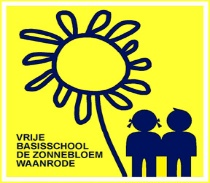 VRIJE
BASISSCHOOL
DE ZONNEBLOEM
WAANRODE